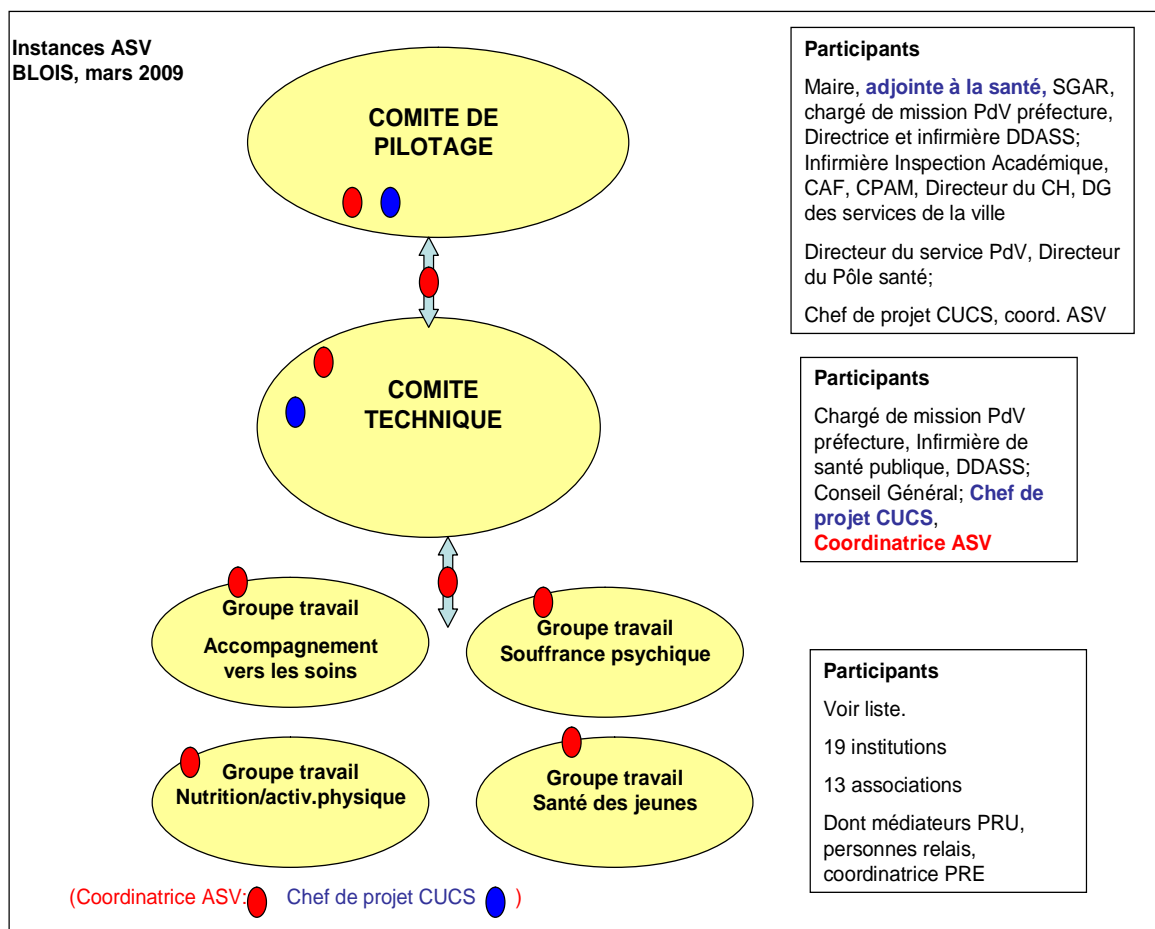 Instances ASV
BLOIS, mars 2009
COMITE DE
PILOTAGE
Participants
Maire, adjointe à la santé, SGAR,
chargé de mission PdV préfecture,
Directrice et infirmière DDASS;
Infirmière Inspection Académique,
CAF, CPAM, Directeur du CH, DG
des services de la ville
Directeur du service PdV, Directeur
du Pôle santé;
Chef de projet CUCS, coord. ASV
COMITE
TECHNIQUE
Participants
Chargé de mission PdV
préfecture, Infirmière de
santé publique, DDASS;
Conseil Général; Chef de
projet CUCS,
Coordinatrice ASV
Groupe travail
Accompagnement
vers les soins
Groupe travail
Souffrance psychique
Groupe travail
Nutrition/activ.physique
Groupe travail
Santé des jeunes
Participants
Voir liste.
19 institutions
13 associations
Dont médiateurs PRU,
personnes relais,
coordinatrice PRE
(Coordinatrice ASV: Chef de projet CUCS )